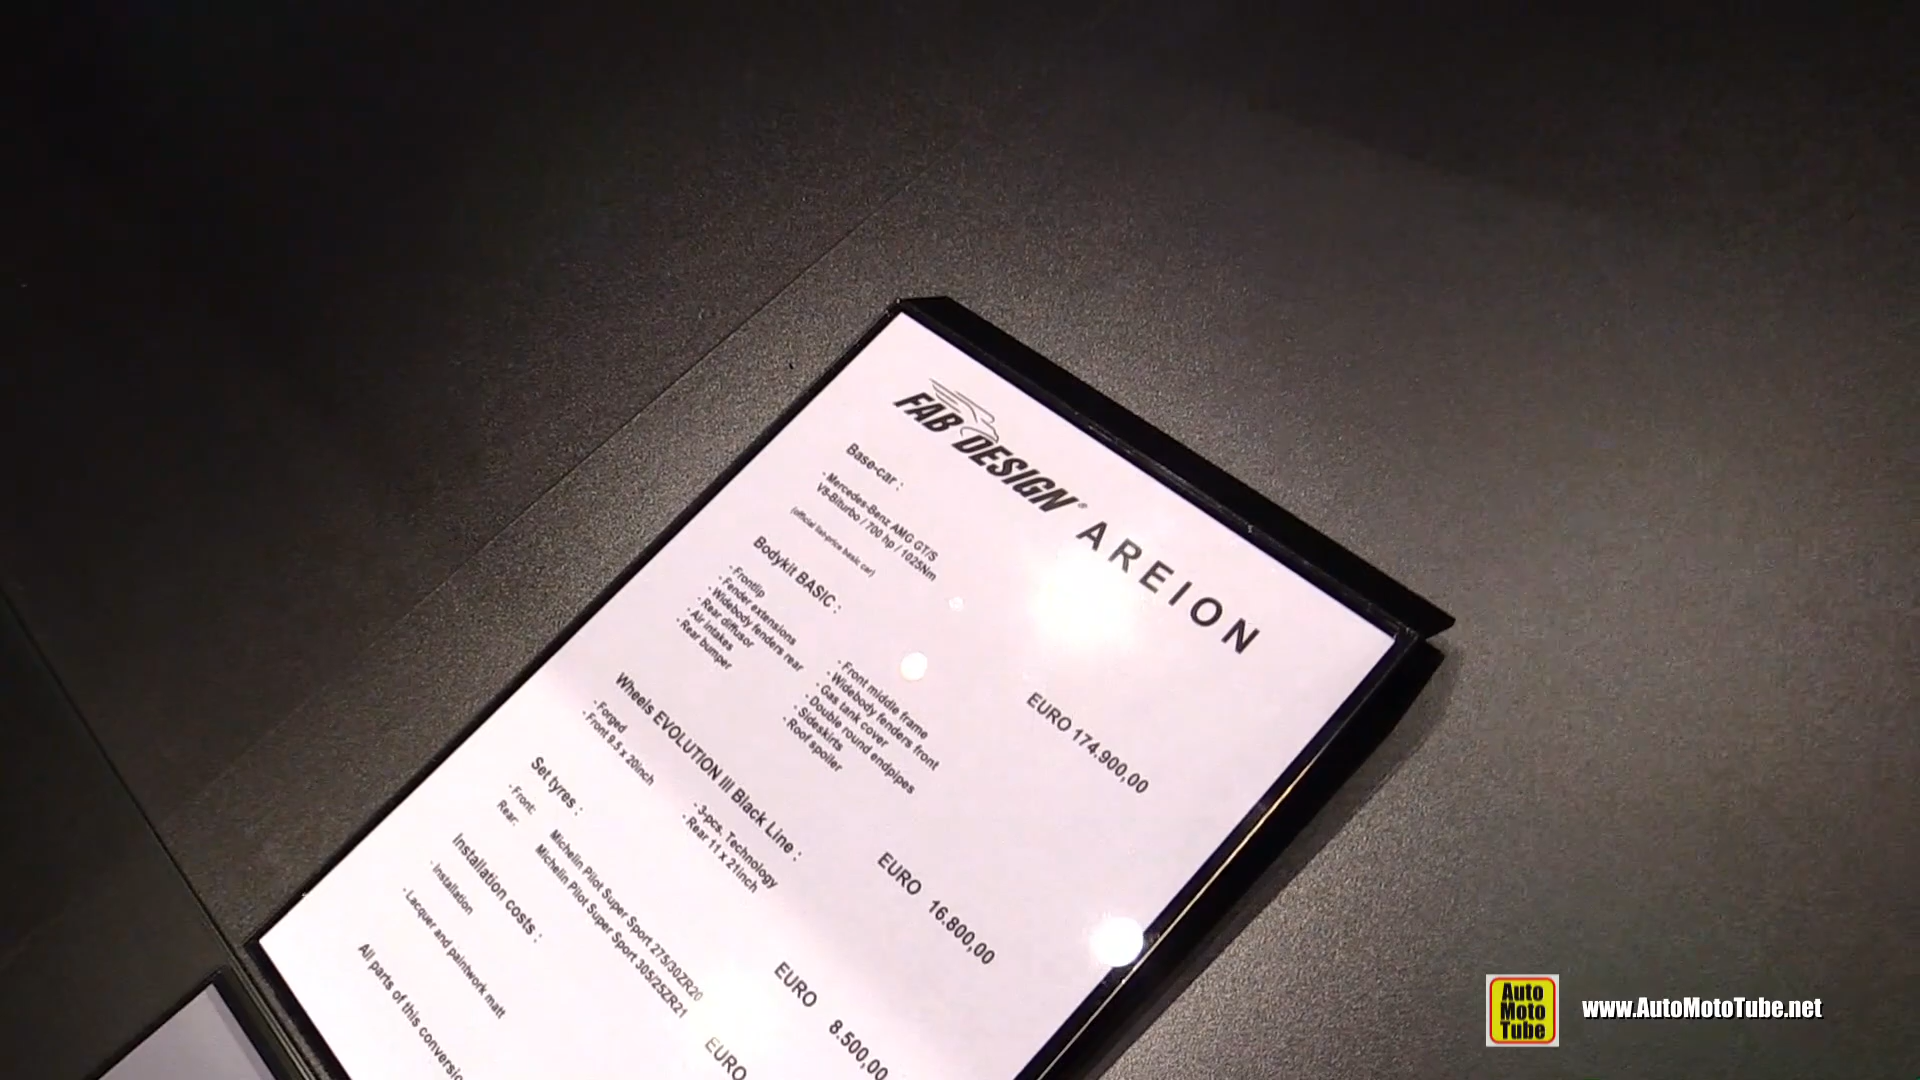 FAB DESIGN® AREION
Base-car :
- Mercedes-Benz AMG GT/S
V8-Biturbo / 700 hp / 1025Nm
(official list-price basic car)
EURO 174.900,00
Bodykit BASIC :
- Frontlip
- Fender extensions
- Widebody fenders rear
- Rear diffusor
- Air intakes
- Rear bumper
- Front middle frame
- Widebody fenders front
- Gas tank cover
- Double round endpipes
- Sideskirts
- Roof spoiler
EURO 16.800,00
Wheels EVOLUTION III Black Line :
- Forged
- Front 9.5 x 20inch
- 3-pcs. Technology
- Rear 11 x 21inch
EURO 8.500,00
Set tyres :
- Front: Michelin Pilot Super Sport 275/30ZR20
Rear: Michelin Pilot Super Sport 305/25ZR21
EURO
Installation costs :
- Installation
- Lacquer and paintwork matt
All parts of this
Auto
Moto
Tube
www.AutoMotoTube.net